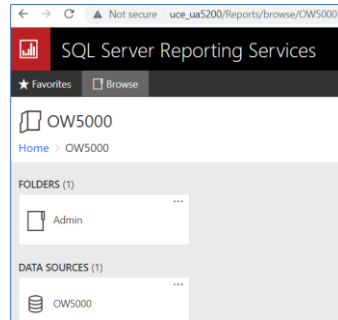 Not secure uce_ua5200/Reports/browse/OW5000
SQL Server Reporting Services
★ Favorites Browse
OW5000
Home > OW5000
FOLDERS (1)
...
Admin
DATA SOURCES (1)
...
OW5000